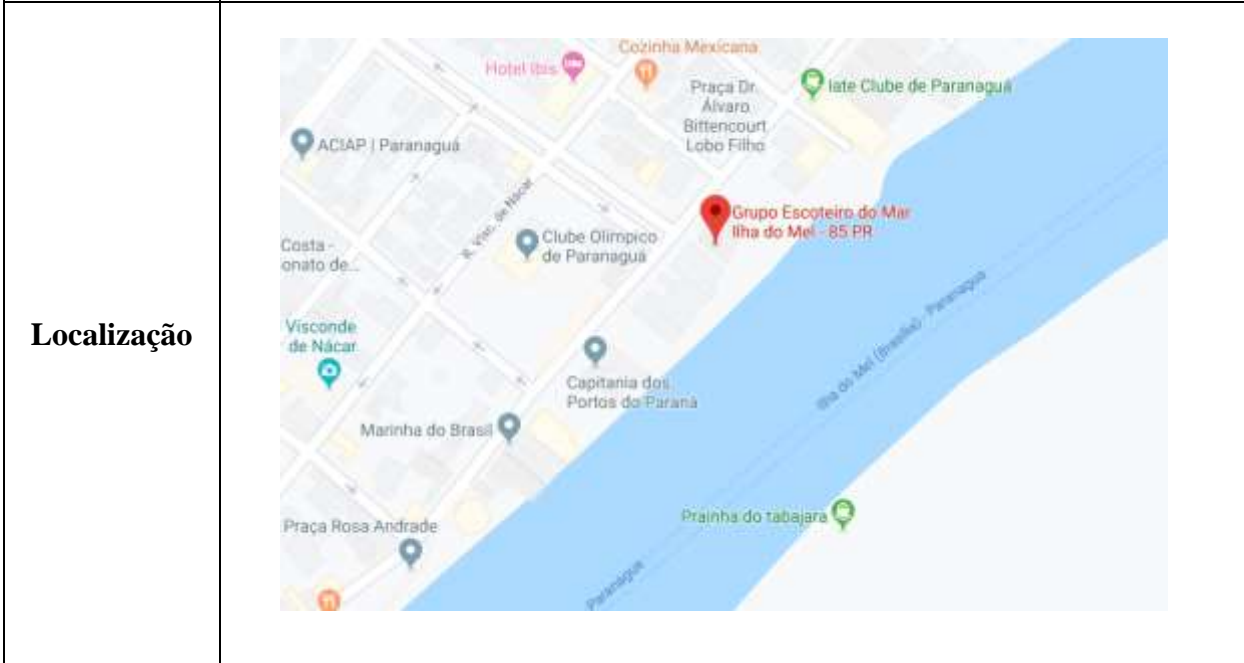 Localização
Cozinha Mexicana
Hotel Ibis
Praça Dr.
Álvaro
Bittencourt
Lobo Filho
Iate Clube de Paranaguá
ACIAP | Paranaguá
R. Visc. de Nácar
Grupo Escoteiro do Mar
Ilha do Mel - 85 PR
Clube Olímpico
de Paranaguá
Costa -
onato de...
Visconde
de Nácar
Capitania dos
Portos do Paraná
Ilha do Mel (Brasília) - Paranagua
Marinha do Brasil
Prainha do tabajara
Praça Rosa Andrade
Paranagua